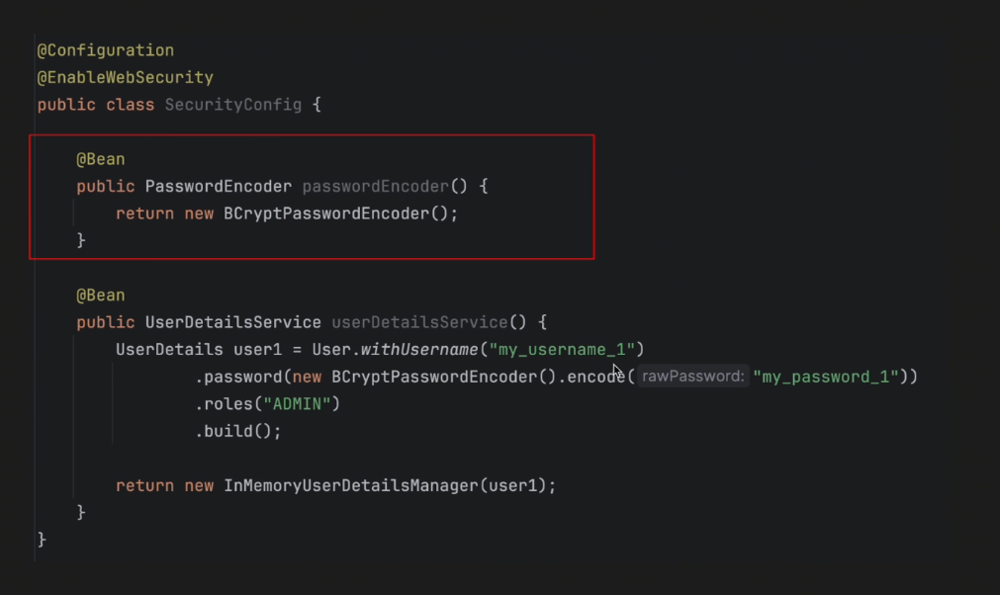 @Configuration
@EnableWebSecurity
public class SecurityConfig {
@Bean
public PasswordEncoder passwordEncoder() {
return new BCryptPasswordEncoder();
}
@Bean
public UserDetailsService userDetailsService() {
UserDetails user1 = User.withUsername("my_username_1")
.password(new BCryptPasswordEncoder().encode( rawPassword: "my_password_1"))
.roles("ADMIN")
.build();
return new InMemoryUserDetailsManager(user1);
}
}